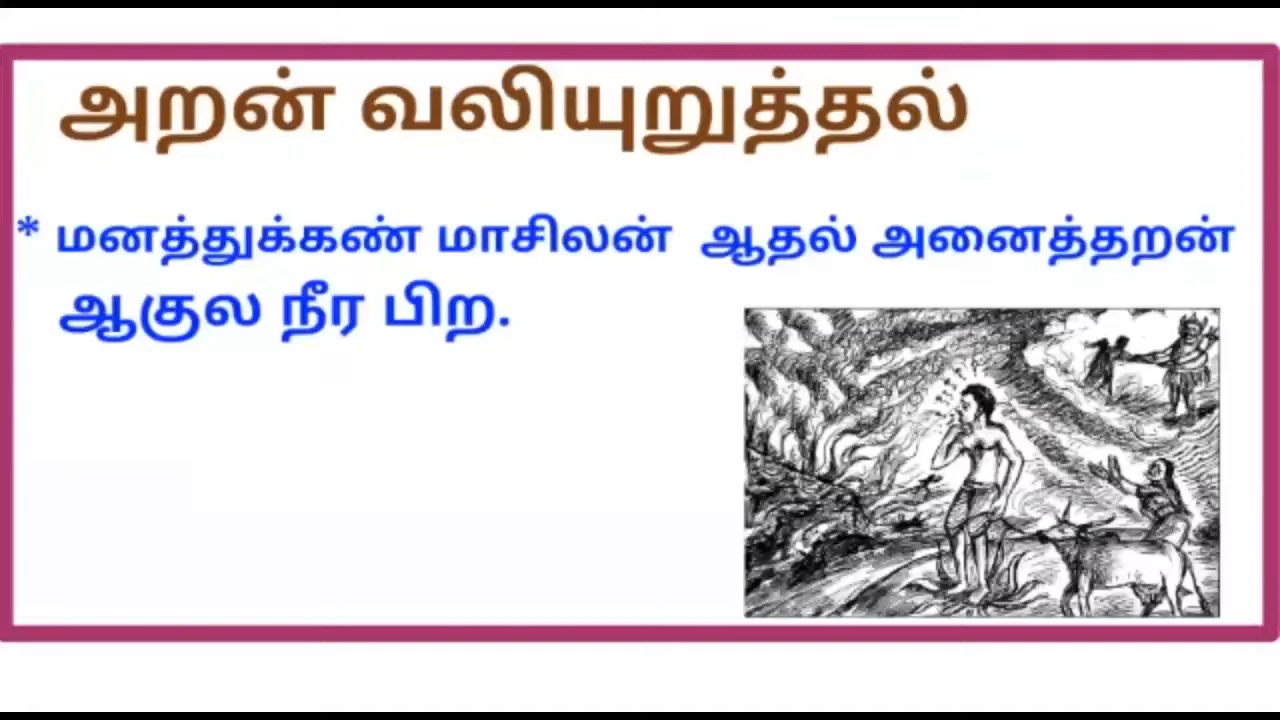 அறன் வலியுறுத்தல்
* மனத்துக்கண் மாசிலன் ஆதல் அனைத்தறன்
ஆகுல நீர பிற.